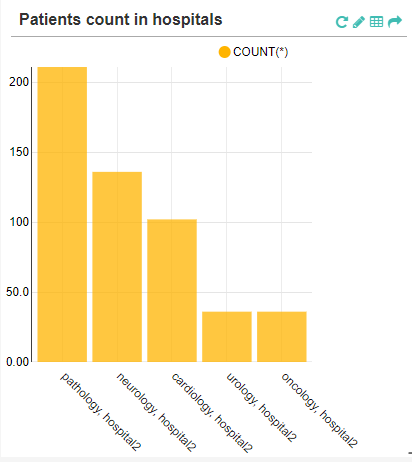 Patients count in hospitals
COUNT(*)
200
150
100
50.0
0.00
pathology, hospital2
neurology, hospital2
cardiology, hospital2
urology, hospital2
oncology, hospital2